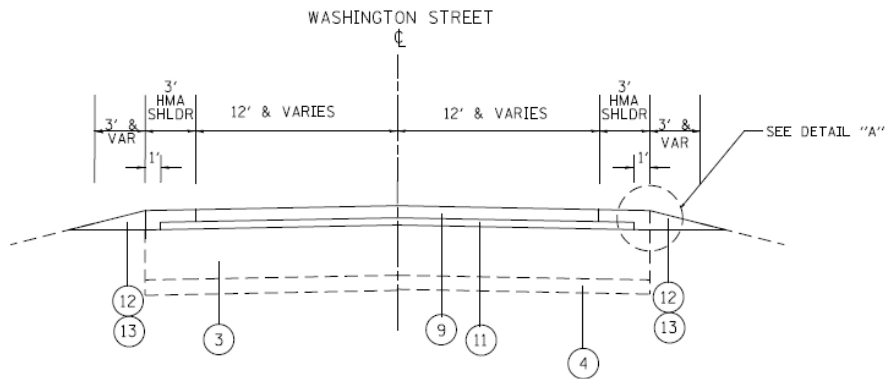 WASHINGTON STREET
℄
3'
HMA
SHLDR
3'
HMA
SHLDR
3' &
VAR
12' & VARIES
12' & VARIES
3' &
VAR
SEE DETAIL "A"
1'
1'
12
13
3
9
11
4
12
13